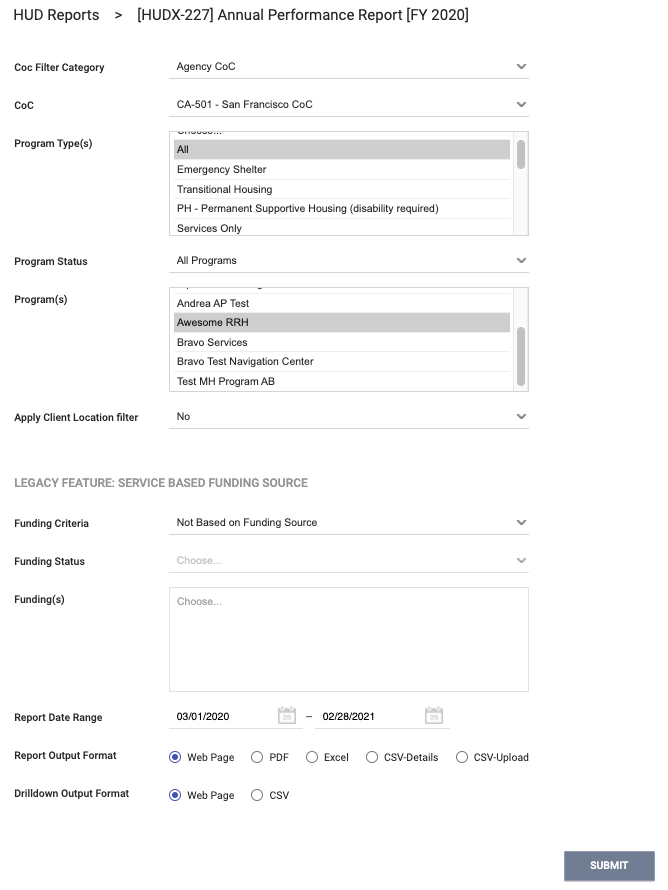 HUD Reports > [HUDX-227] Annual Performance Report [FY 2020]
Coc Filter Category Agency CoC
CoC CA-501 - San Francisco CoC
Program Type(s)
All
Emergency Shelter
Transitional Housing
PH - Permanent Supportive Housing (disability required)
Services Only
Program Status All Programs
Program(s)
Andrea AP Test
Awesome RRH
Bravo Services
Bravo Test Navigation Center
Test MH Program AB
Apply Client Location filter No
LEGACY FEATURE: SERVICE BASED FUNDING SOURCE
Funding Criteria Not Based on Funding Source
Funding Status Choose...
Funding(s) Choose...
Report Date Range 03/01/2020 – 02/28/2021
Report Output Format Web Page PDF Excel CSV-Details CSV-Upload
Drilldown Output Format Web Page CSV
SUBMIT